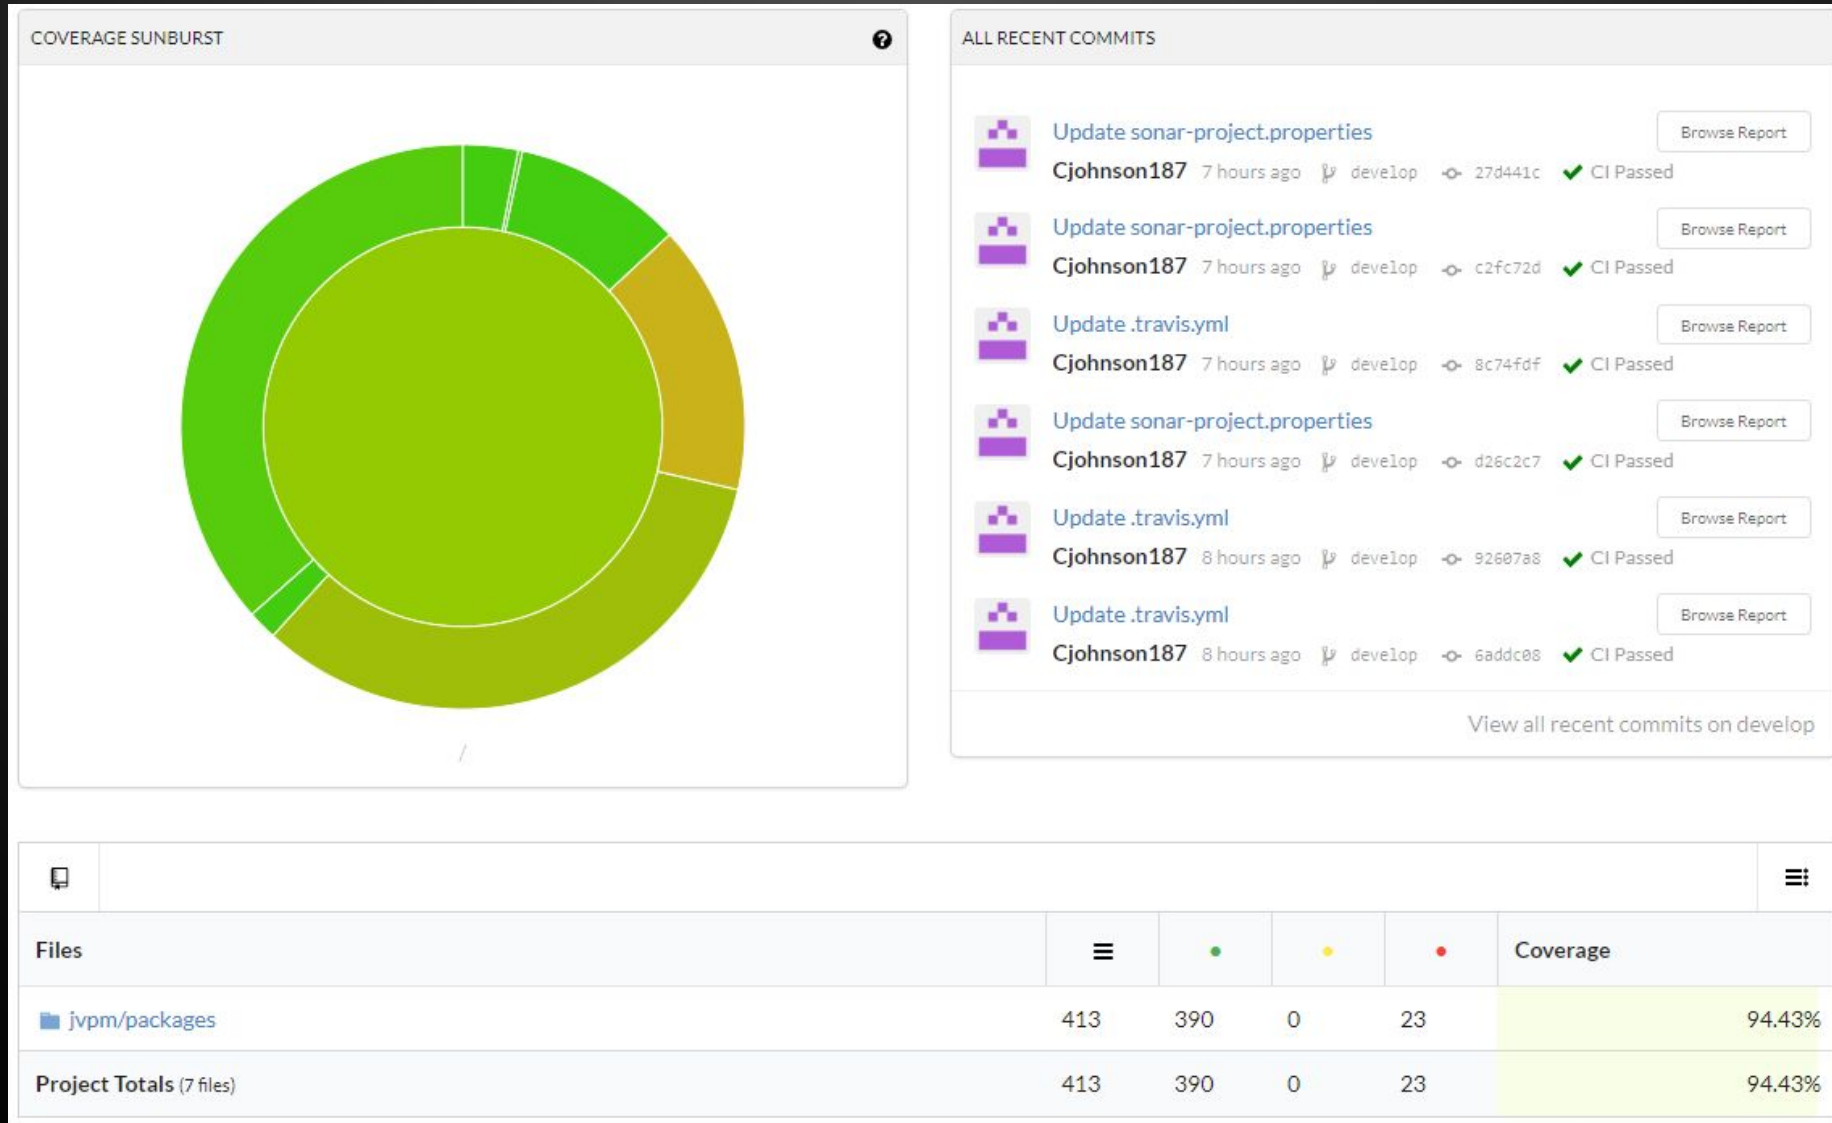 COVERAGE SUNBURST
/
ALL RECENT COMMITS
Update sonar-project.properties
Browse Report
Cjohnson187 7 hours ago develop 27d441c CI Passed
Update sonar-project.properties
Browse Report
Cjohnson187 7 hours ago develop c2fc72d CI Passed
Update .travis.yml
Browse Report
Cjohnson187 7 hours ago develop 8c74fdf CI Passed
Update sonar-project.properties
Browse Report
Cjohnson187 7 hours ago develop d26c2c7 CI Passed
Update .travis.yml
Browse Report
Cjohnson187 8 hours ago develop 92607a8 CI Passed
Update .travis.yml
Browse Report
Cjohnson187 8 hours ago develop 6addc08 CI Passed
View all recent commits on develop
Files Coverage
jvpm/packages 413 390 0 23 94.43%
Project Totals (7 files) 413 390 0 23 94.43%